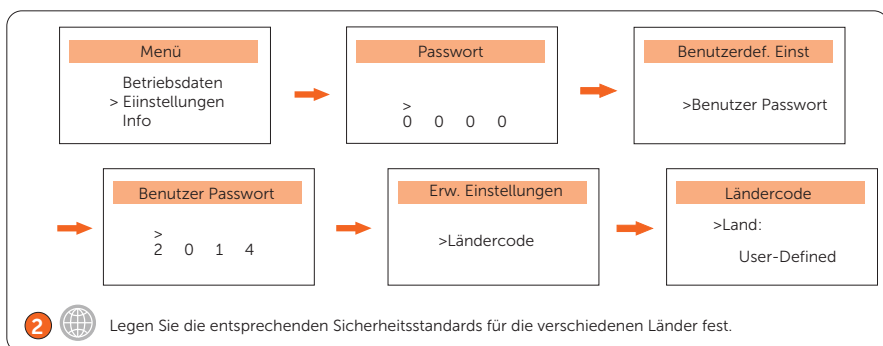 Menü
Betriebsdaten
> Eiinstellungen
Info
Passwort
>
0 0 0 0
Benutzerdef. Einst
>Benutzer Passwort
Benutzer Passwort
>
2 0 1 4
Erw. Einstellungen
>Ländercode
Ländercode
>Land:
User-Defined
2 Legen Sie die entsprechenden Sicherheitsstandards für die verschiedenen Länder fest.